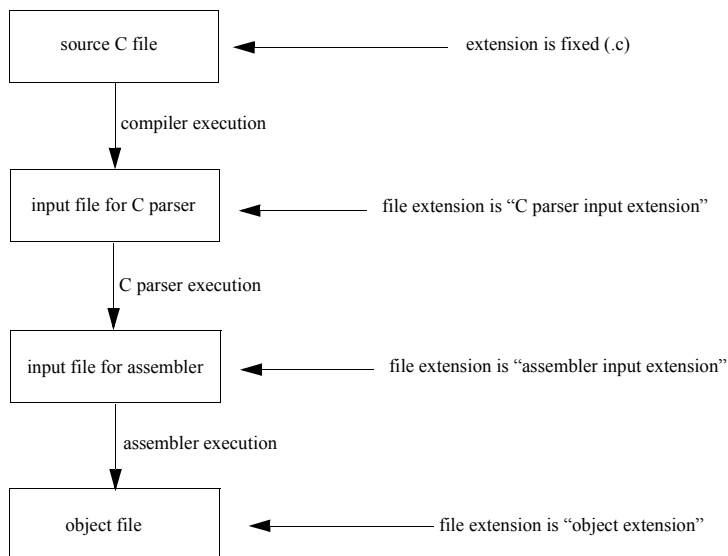 source C file
extension is fixed (.c)
compiler execution
input file for C parser
file extension is “C parser input extension”
C parser execution
input file for assembler
file extension is “assembler input extension”
assembler execution
object file
file extension is “object extension”